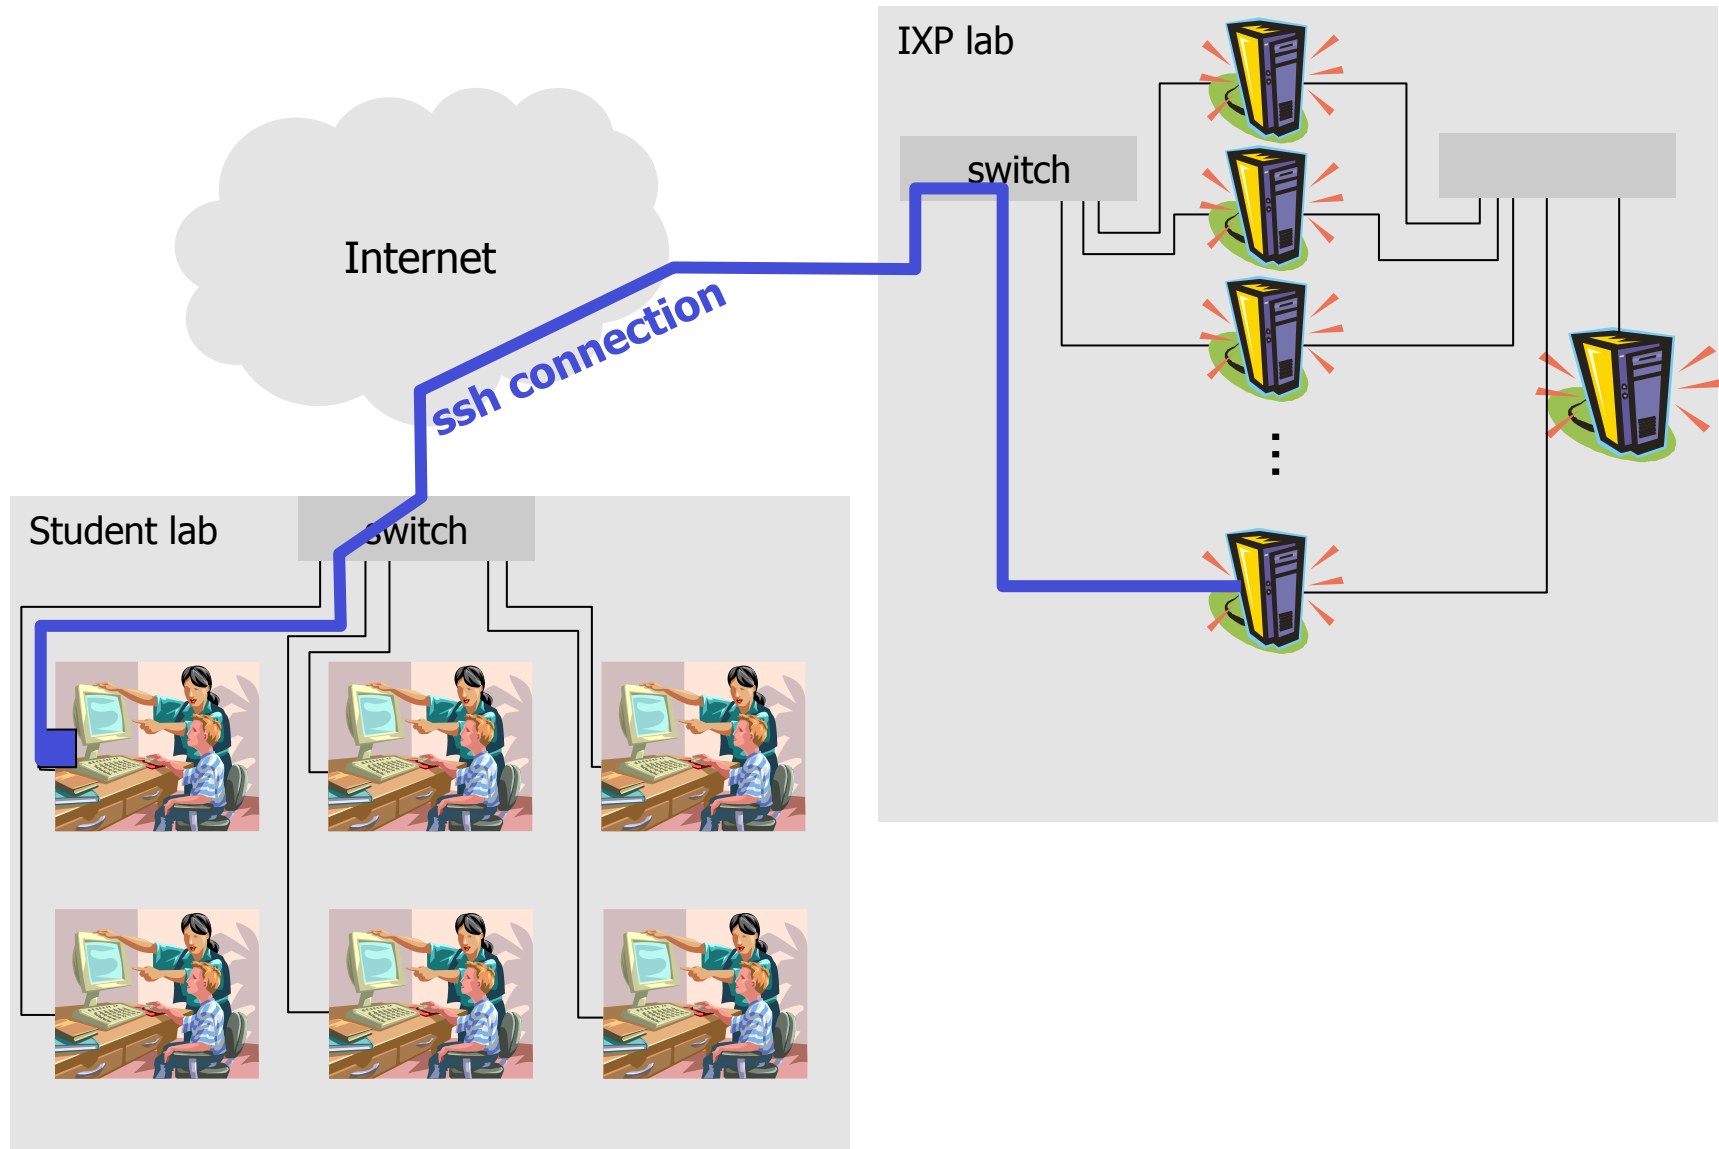 IXP lab
switch
Internet
ssh connection
...
Student lab
switch